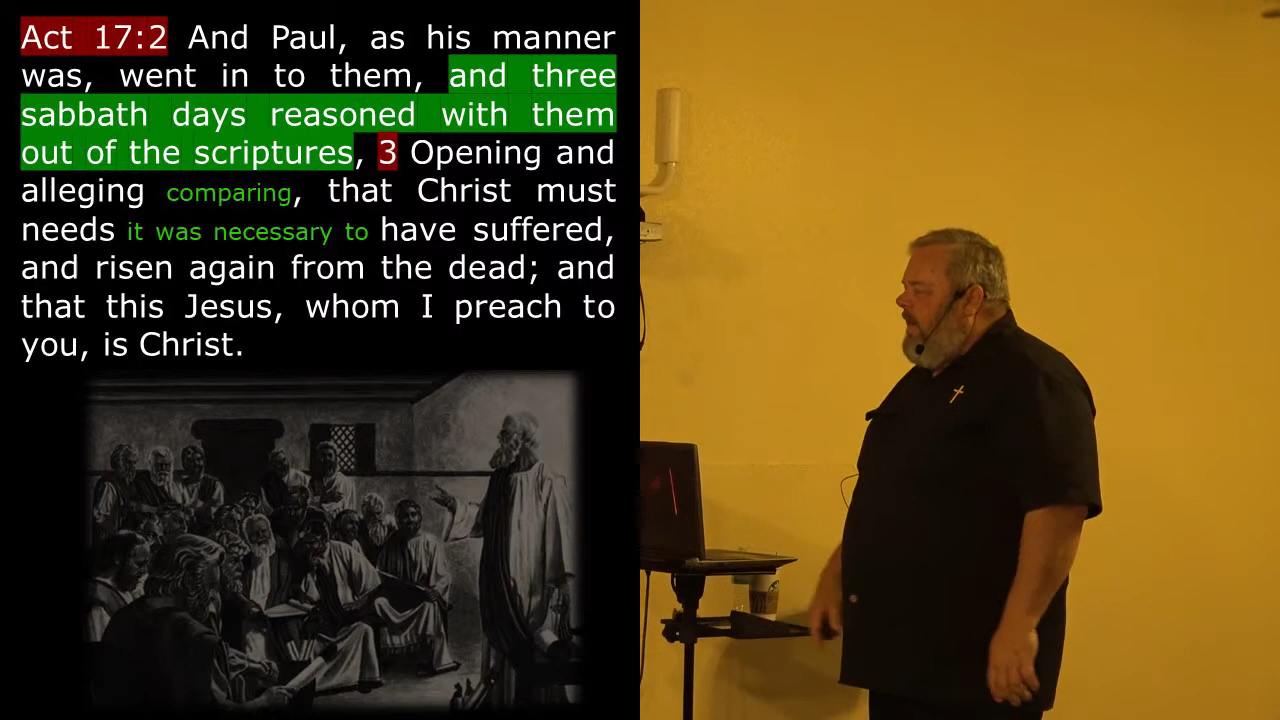 Act 17:2 And Paul, as his manner
was, went in to them, and three
sabbath days reasoned with them
out of the scriptures, 3 Opening and
alleging comparing, that Christ must
needs it was necessary to have suffered,
and risen again from the dead; and
that this Jesus, whom I preach to
you, is Christ.